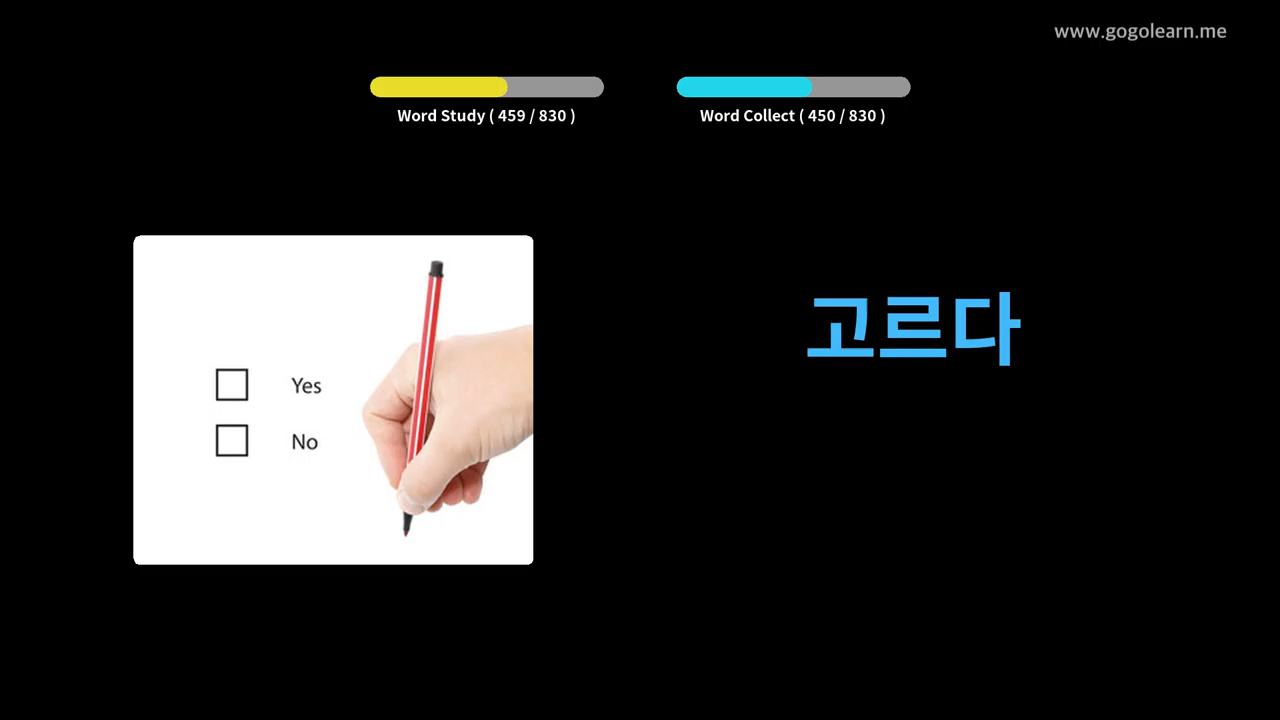 www.gogolearn.me
Word Study ( 459 / 830 )
Word Collect ( 450 / 830 )
고르다
Yes
No